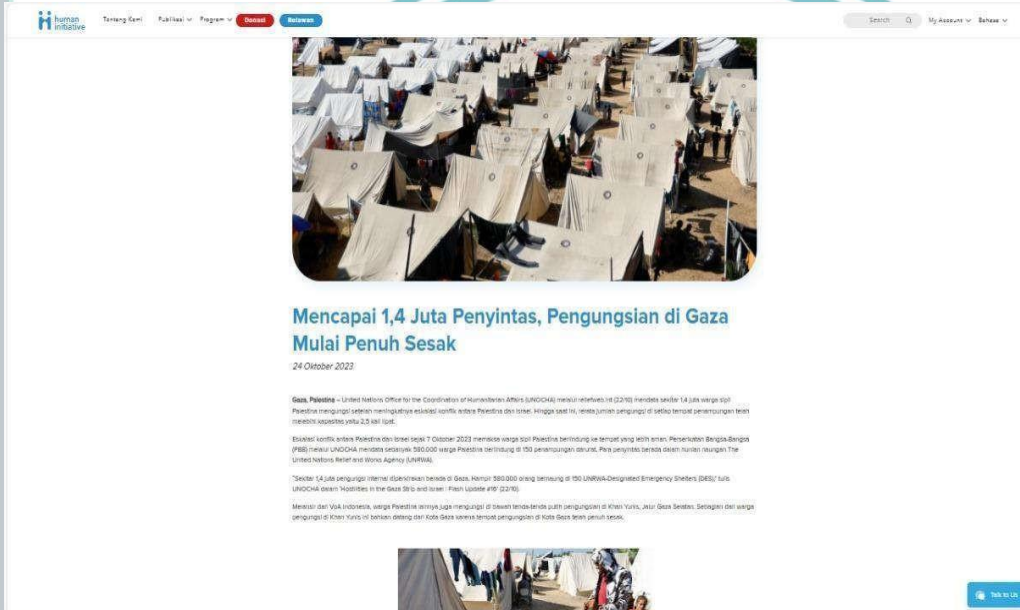 human
initiative
Tentang Kami Publikasi Program Donasi Relawan
Search My Account Bahasa
Mencapai 1,4 Juta Penyintas, Pengungsian di Gaza
Mulai Penuh Sesak
24 Oktober 2023
Gaza, Palestina – United Nations Office for the Coordination of Humanitarian Affairs (UNOCHA) melalui reliefweb.int (22/10) mendata sekitar 1,4 juta warga sipil
Palestina mengungsi setelah meningkatnya eskalasi konflik antara Palestina dan Israel. Hingga saat ini, rerata jumlah pengungsi di setiap tempat penampungan telah
melebihi kapasitas yaitu 2,5 kali lipat.
Eskalasi konflik antara Palestina dan Israel sejak 7 Oktober 2023 memaksa warga sipil Palestina berlindung ke tempat yang lebih aman. Perserikatan Bangsa-Bangsa
(PBB) melalui UNOCHA mendata sebanyak 580.000 warga Palestina berlindung di 150 penampungan darurat. Para penyintas berada dalam hunian naungan The
United Nations Relief and Works Agency (UNRWA).
"Sekitar 1,4 juta pengungsi internal diperkirakan berada di Gaza. Hampir 580.000 orang bernaung di 150 UNRWA-Designated Emergency Shelters (DES)," tulis
UNOCHA dalam 'Hostilities in the Gaza Strip and Israel | Flash Update #16' (22/10).
Melansir dari VoA Indonesia, warga Palestina lainnya juga mengungsi di bawah tenda-tenda putih pengungsian di Khan Yunis, Jalur Gaza Selatan. Sebagian dari warga
pengungsi di Khan Yunis ini bahkan datang dari Kota Gaza karena tempat pengungsian di Kota Gaza telah penuh sesak.
Talk to Us